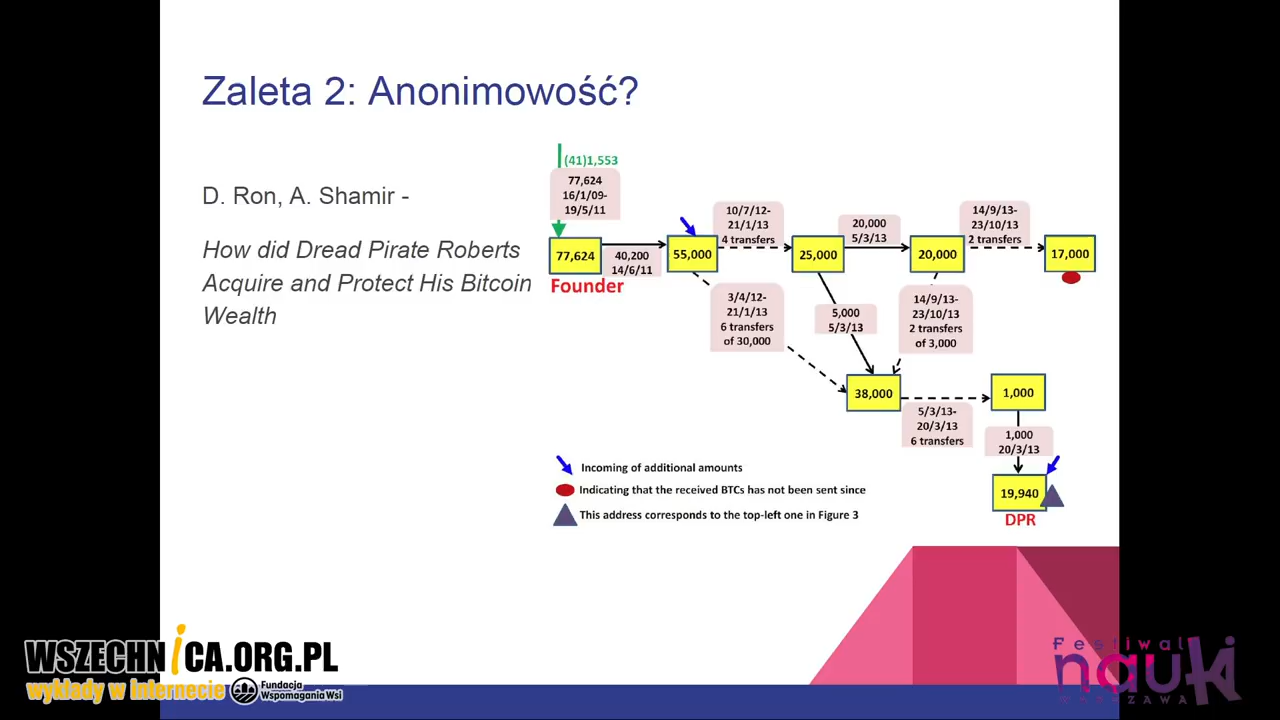 Zaleta 2: Anonimowość?
D. Ron, A. Shamir -
How did Dread Pirate Roberts
Acquire and Protect His Bitcoin
Wealth
(41)1,553
77,624
16/1/09-
19/5/11
77,624
Founder
40,200
14/6/11
55,000
10/7/12-
21/1/13
4 transfers
25,000
20,000
5/3/13
20,000
14/9/13-
23/10/13
2 transfers
17,000
3/4/12-
21/1/13
6 transfers
of 30,000
5,000
5/3/13
14/9/13-
23/10/13
2 transfers
of 3,000
38,000
5/3/13-
20/3/13
6 transfers
1,000
1,000
20/3/13
19,940
DPR
Incoming of additional amounts
Indicating that the received BTCs has not been sent since
This address corresponds to the top-left one in Figure 3
WSZECHNiCA.ORG.PL
wykłady w Internecie
Fundacja
Wspomagania Wsi
Festiwal
nauki
WARSZAWA